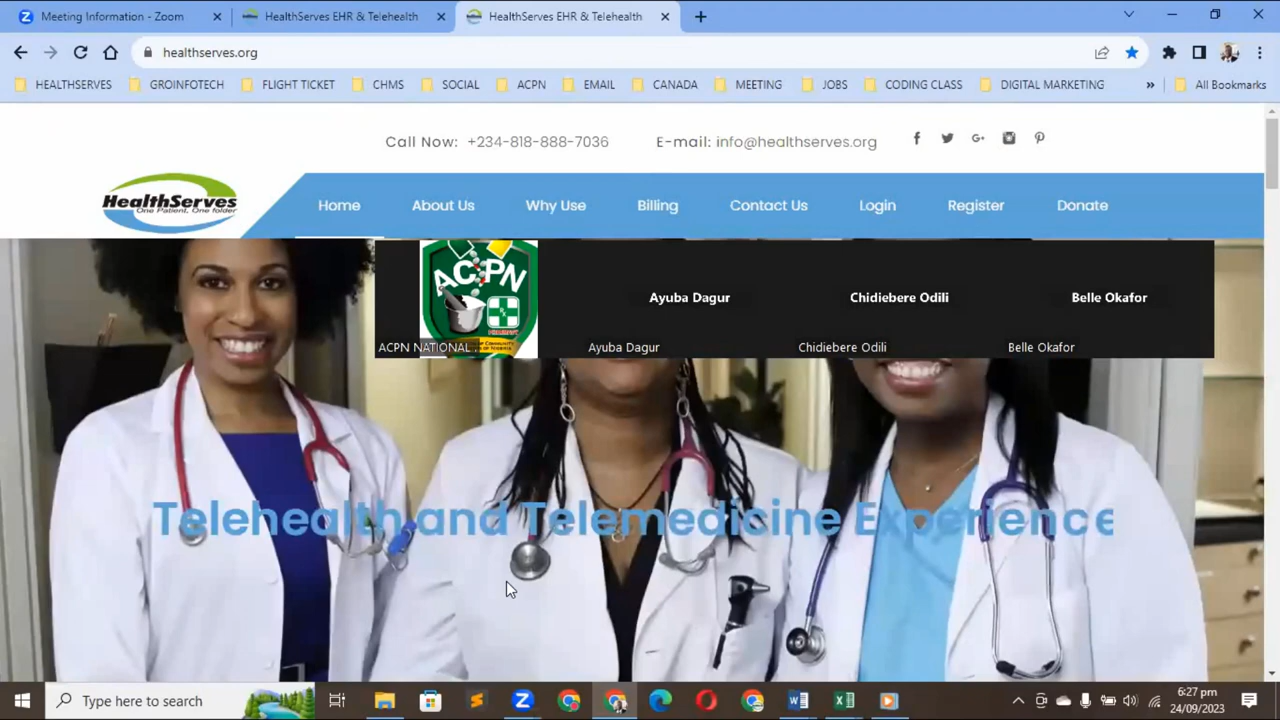 Meeting Information - Zoom
HealthServes EHR & Telehealth
HealthServes EHR & Telehealth
healthserves.org
HEALTHSERVES GROINFOTECH FLIGHT TICKET CHMS SOCIAL ACPN EMAIL CANADA MEETING JOBS CODING CLASS DIGITAL MARKETING » All Bookmarks
Call Now: +234-818-888-7036 E-mail: info@healthserves.org
HealthServes
One Patient, One folder
Home About Us Why Use Billing Contact Us Login Register Donate
ACPN
Ayuba Dagur Chidiebere Odili Belle Okafor
ACPN NATIONAL Ayuba Dagur Chidiebere Odili Belle Okafor
Telehealth and Telemedicine Experience
Type here to search
6:27 pm
24/09/2023